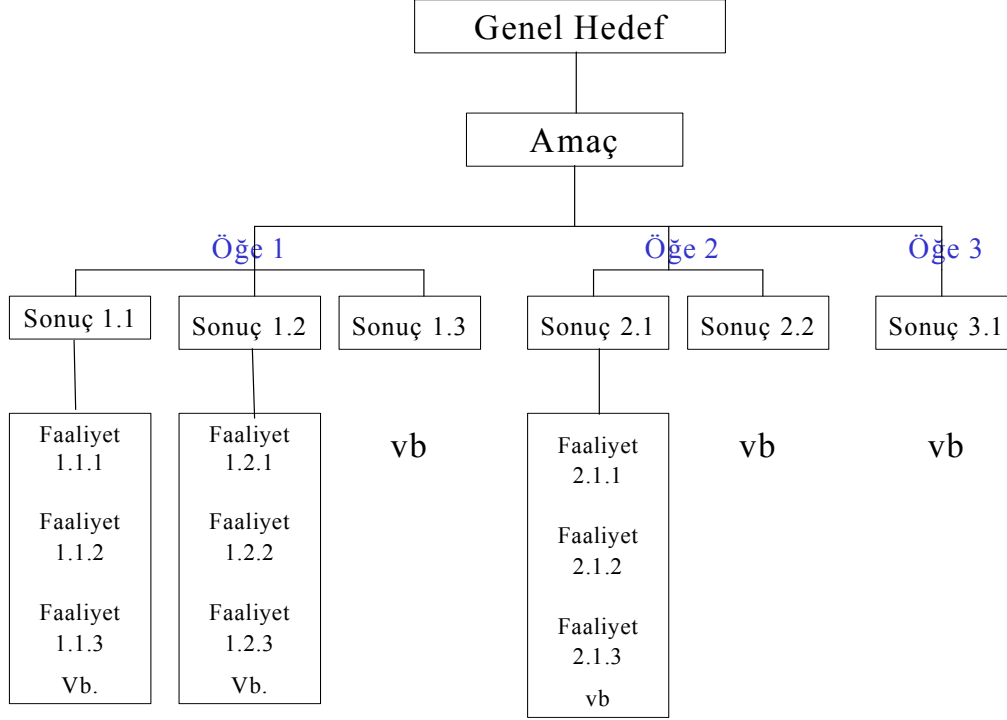 Genel Hedef
Amaç
Öğe 1
Öğe 2
Öğe 3
Sonuç 1.1
Sonuç 1.2
Sonuç 1.3
Sonuç 2.1
Sonuç 2.2
Sonuç 3.1
Faaliyet
1.1.1
Faaliyet
1.1.2
Faaliyet
1.1.3
Vb.
Faaliyet
1.2.1
Faaliyet
1.2.2
Faaliyet
1.2.3
Vb.
vb
Faaliyet
2.1.1
Faaliyet
2.1.2
Faaliyet
2.1.3
vb
vb
vb